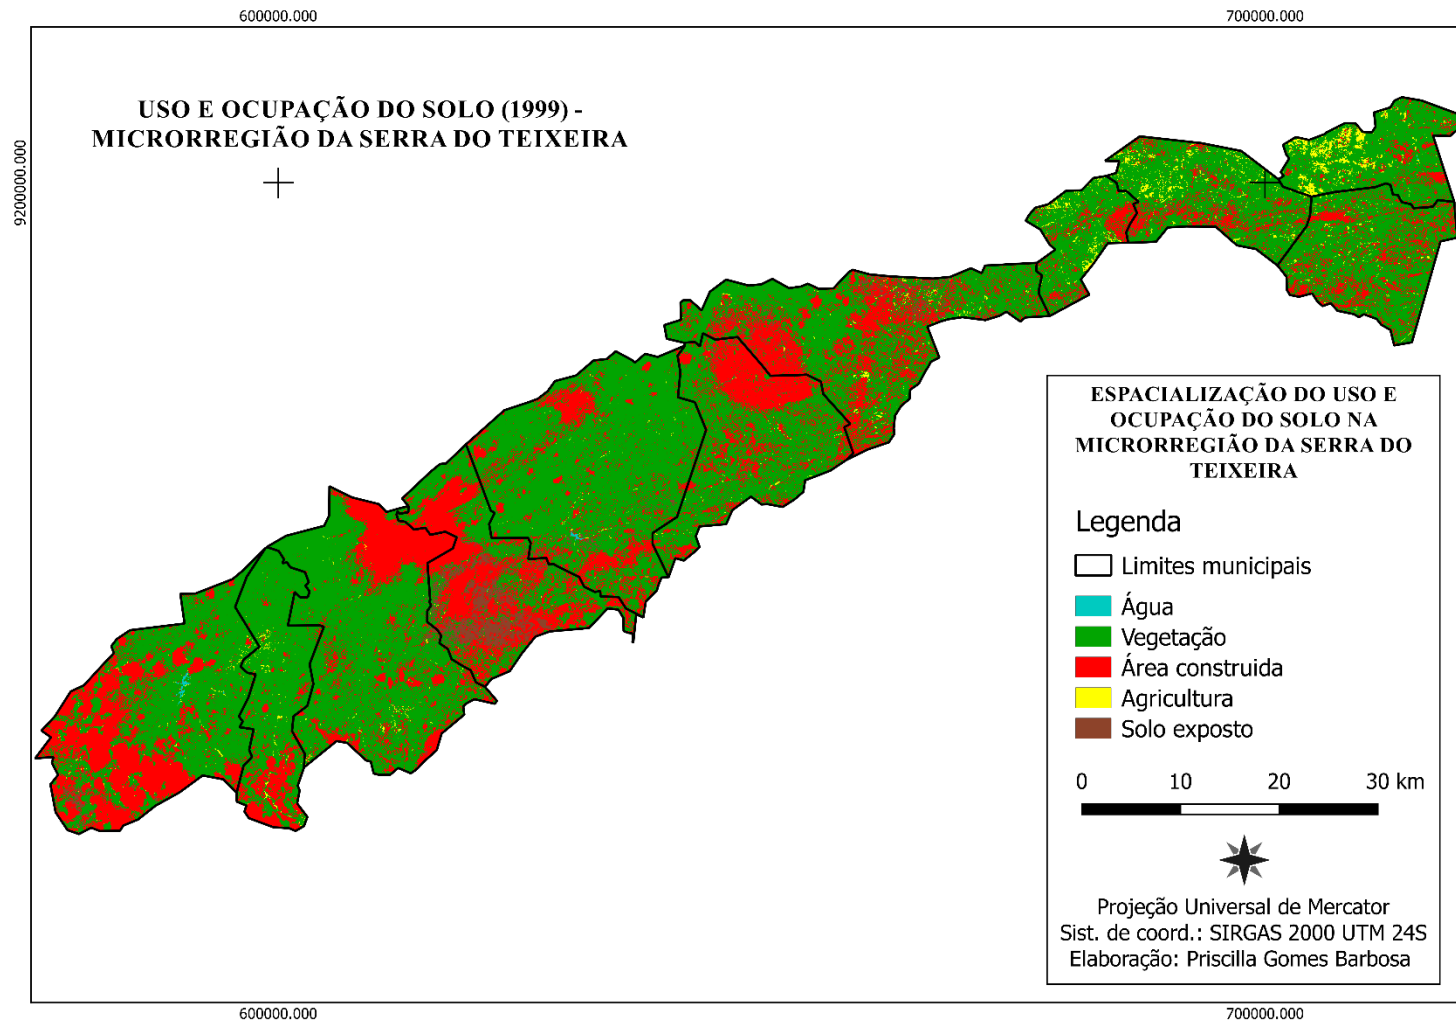 600000.000
700000.000
USO E OCUPAÇÃO DO SOLO (1999) -
MICRORREGIÃO DA SERRA DO TEIXEIRA
9200000.000
9200000.000
ESPACIALIZAÇÃO DO USO E
OCUPAÇÃO DO SOLO NA
MICRORREGIÃO DA SERRA DO
TEIXEIRA
Legenda
Limites municipais
Água
Vegetação
Área construida
Agricultura
Solo exposto
0 10 20 30 km
Projeção Universal de Mercator
Sist. de coord.: SIRGAS 2000 UTM 24S
Elaboração: Priscilla Gomes Barbosa
600000.000
700000.000